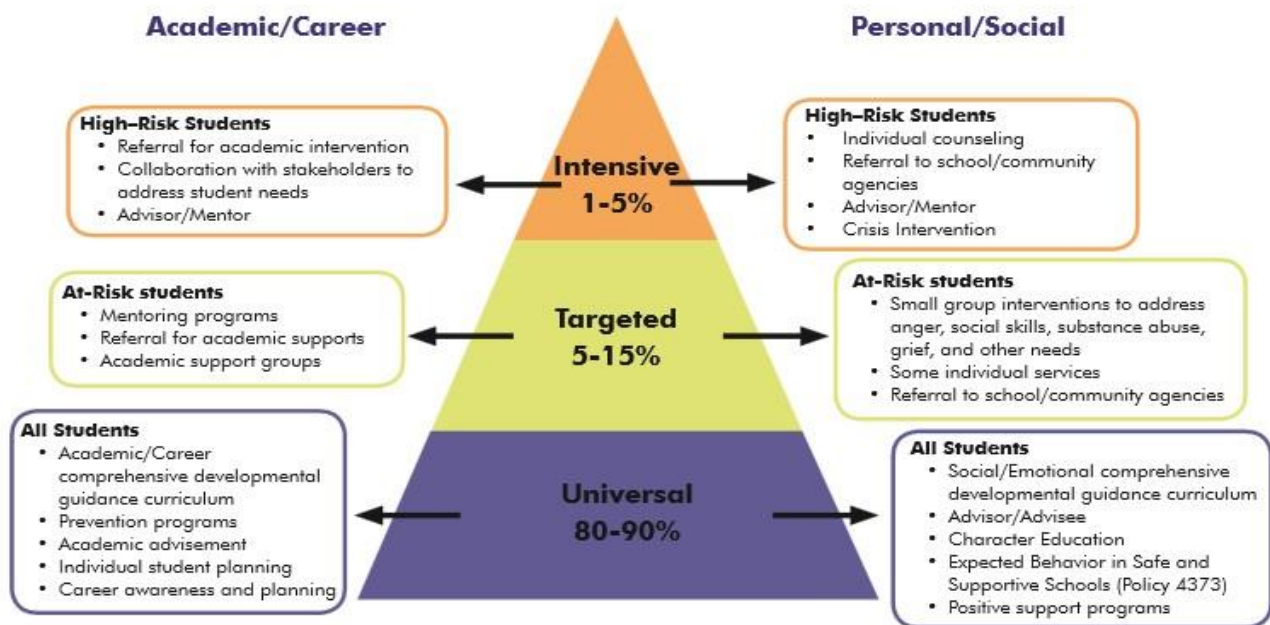 Academic/Career
Personal/Social
High–Risk Students
• Referral for academic intervention
• Collaboration with stakeholders to
address student needs
• Advisor/Mentor
Intensive
1-5%
High-Risk Students
• Individual counseling
• Referral to school/community
agencies
• Advisor/Mentor
• Crisis Intervention
At-Risk students
• Mentoring programs
• Referral for academic supports
• Academic support groups
Targeted
5-15%
At-Risk students
• Small group interventions to address
anger, social skills, substance abuse,
grief, and other needs
• Some individual services
• Referral to school/community agencies
All Students
• Academic/Career
comprehensive developmental
guidance curriculum
• Prevention programs
• Academic advisement
• Individual student planning
• Career awareness and planning
Universal
80-90%
All Students
• Social/Emotional comprehensive
developmental guidance curriculum
• Advisor/Advisee
• Character Education
• Expected Behavior in Safe and
Supportive Schools (Policy 4373)
• Positive support programs